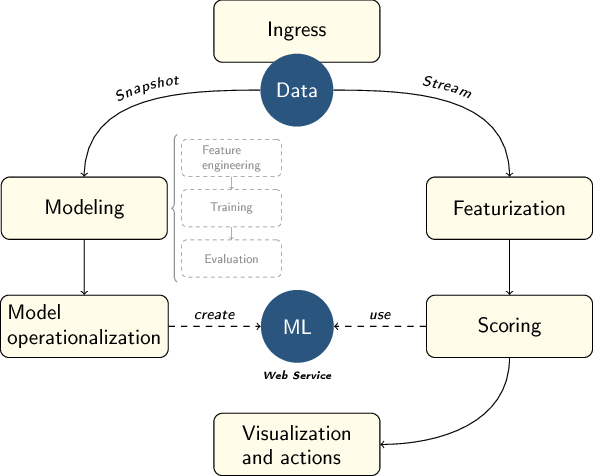 Ingress
Data
Snapshot
Stream
Feature
engineering
Modeling
Training
Featurization
Evaluation
Model
operationalization
create
ML
use
Scoring
Web Service
Visualization
and actions